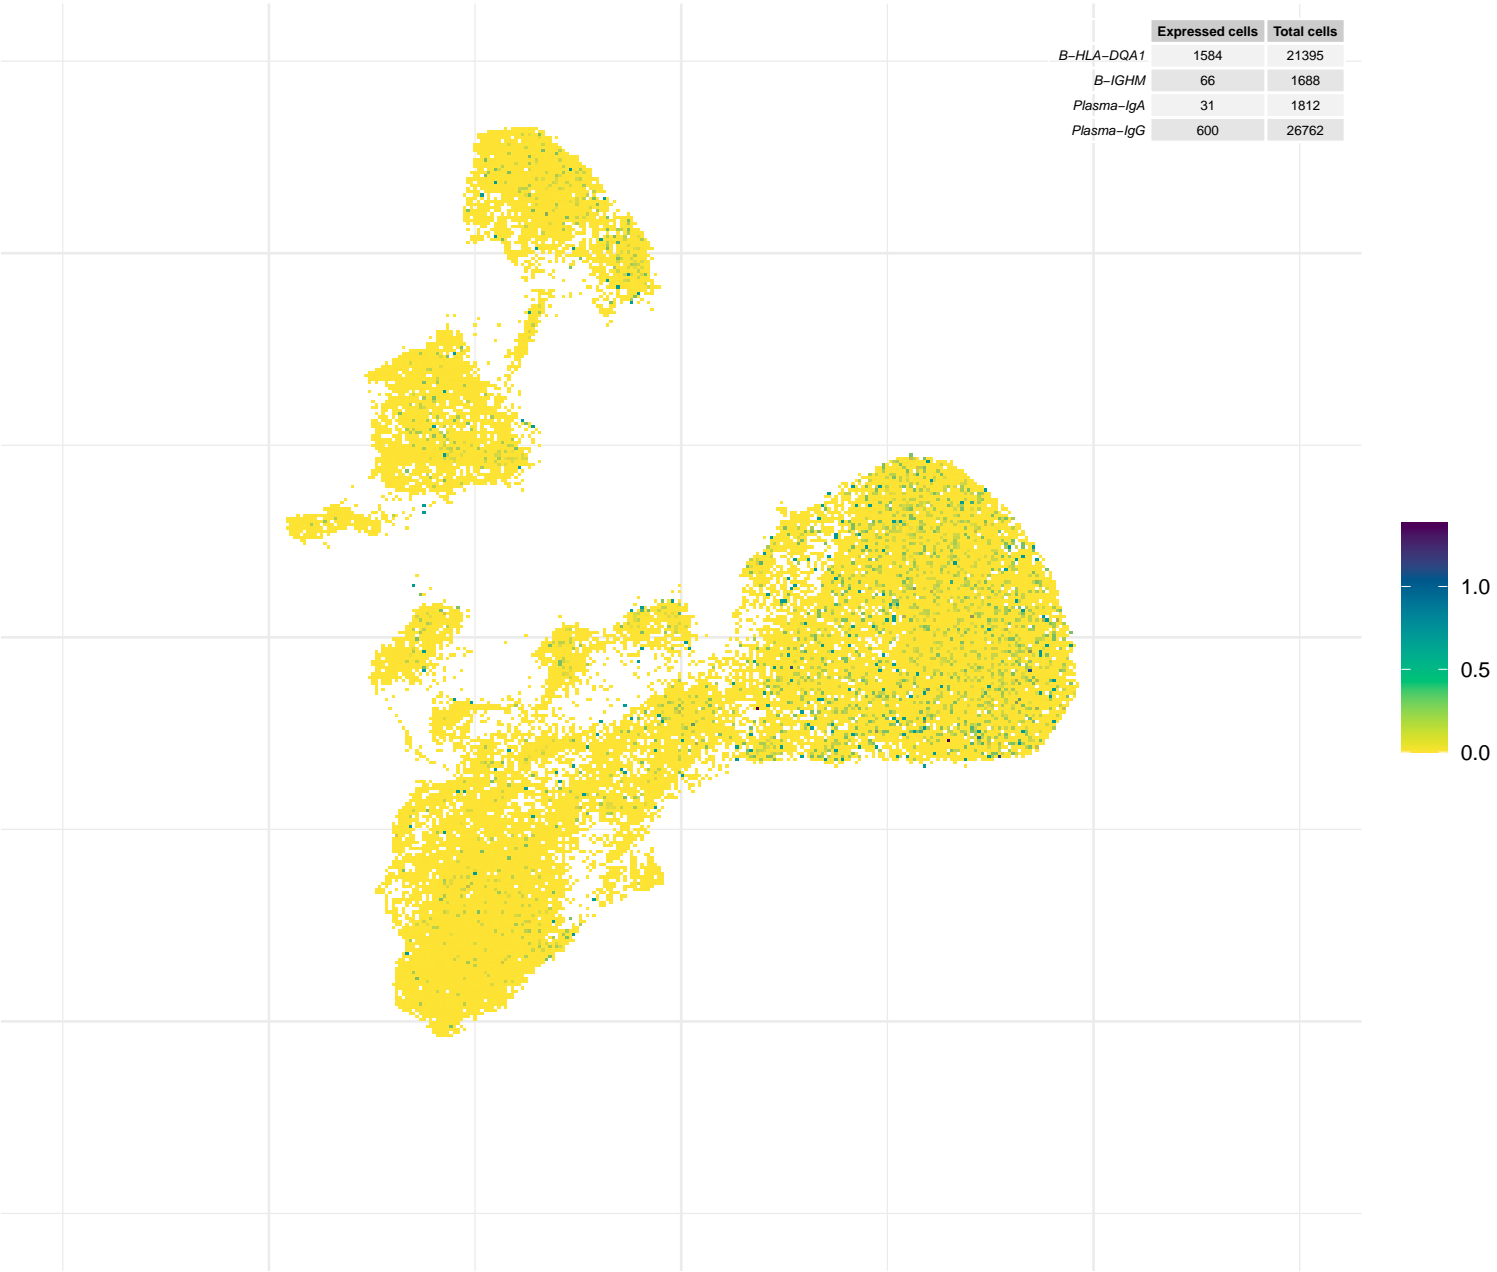 Expressed cells Total cells
B−HLA−DQA1 1584 21395
B−IGHM 66 1688
Plasma−IgA 31 1812
Plasma−IgG 600 26762
1.0
0.5
0.0